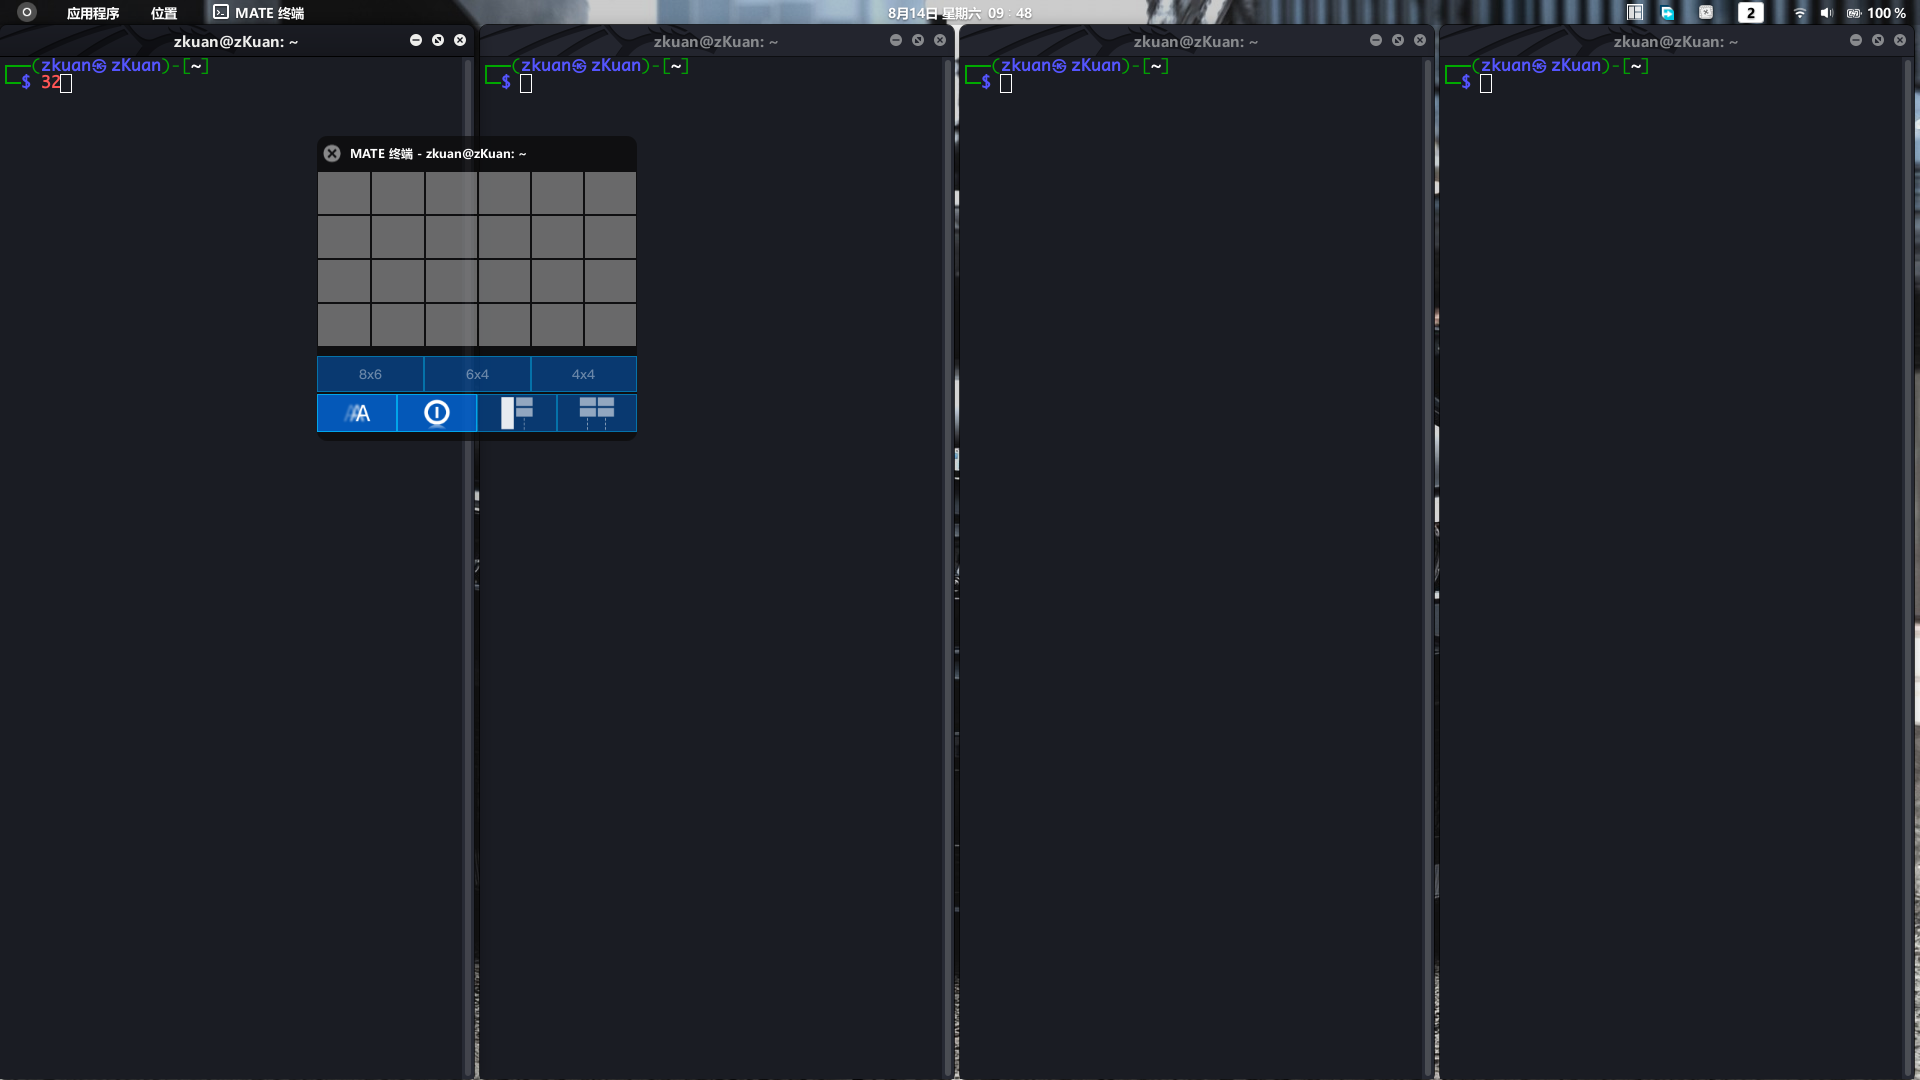 应用程序 位置 MATE 终端 8月14日 星期六 09：48 2 100 %
zkuan@zKuan: ~
zkuan@zKuan: ~
zkuan@zKuan: ~
zkuan@zKuan: ~
┌──(zkuan㉿zKuan)-[~]
└─$ 32
┌──(zkuan㉿zKuan)-[~]
└─$
┌──(zkuan㉿zKuan)-[~]
└─$
┌──(zkuan㉿zKuan)-[~]
└─$
MATE 终端 - zkuan@zKuan: ~
8x6 6x4 4x4
A